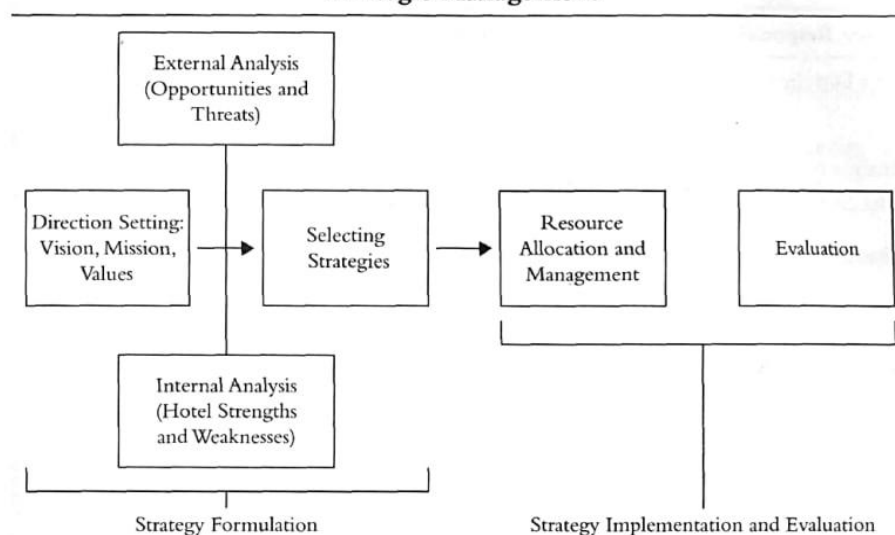 External Analysis
(Opportunities and
Threats)
Direction Setting:
Vision, Mission,
Values
Selecting
Strategies
Resource
Allocation and
Management
Evaluation
Internal Analysis
(Hotel Strengths
and Weaknesses)
Strategy Formulation
Strategy Implementation and Evaluation